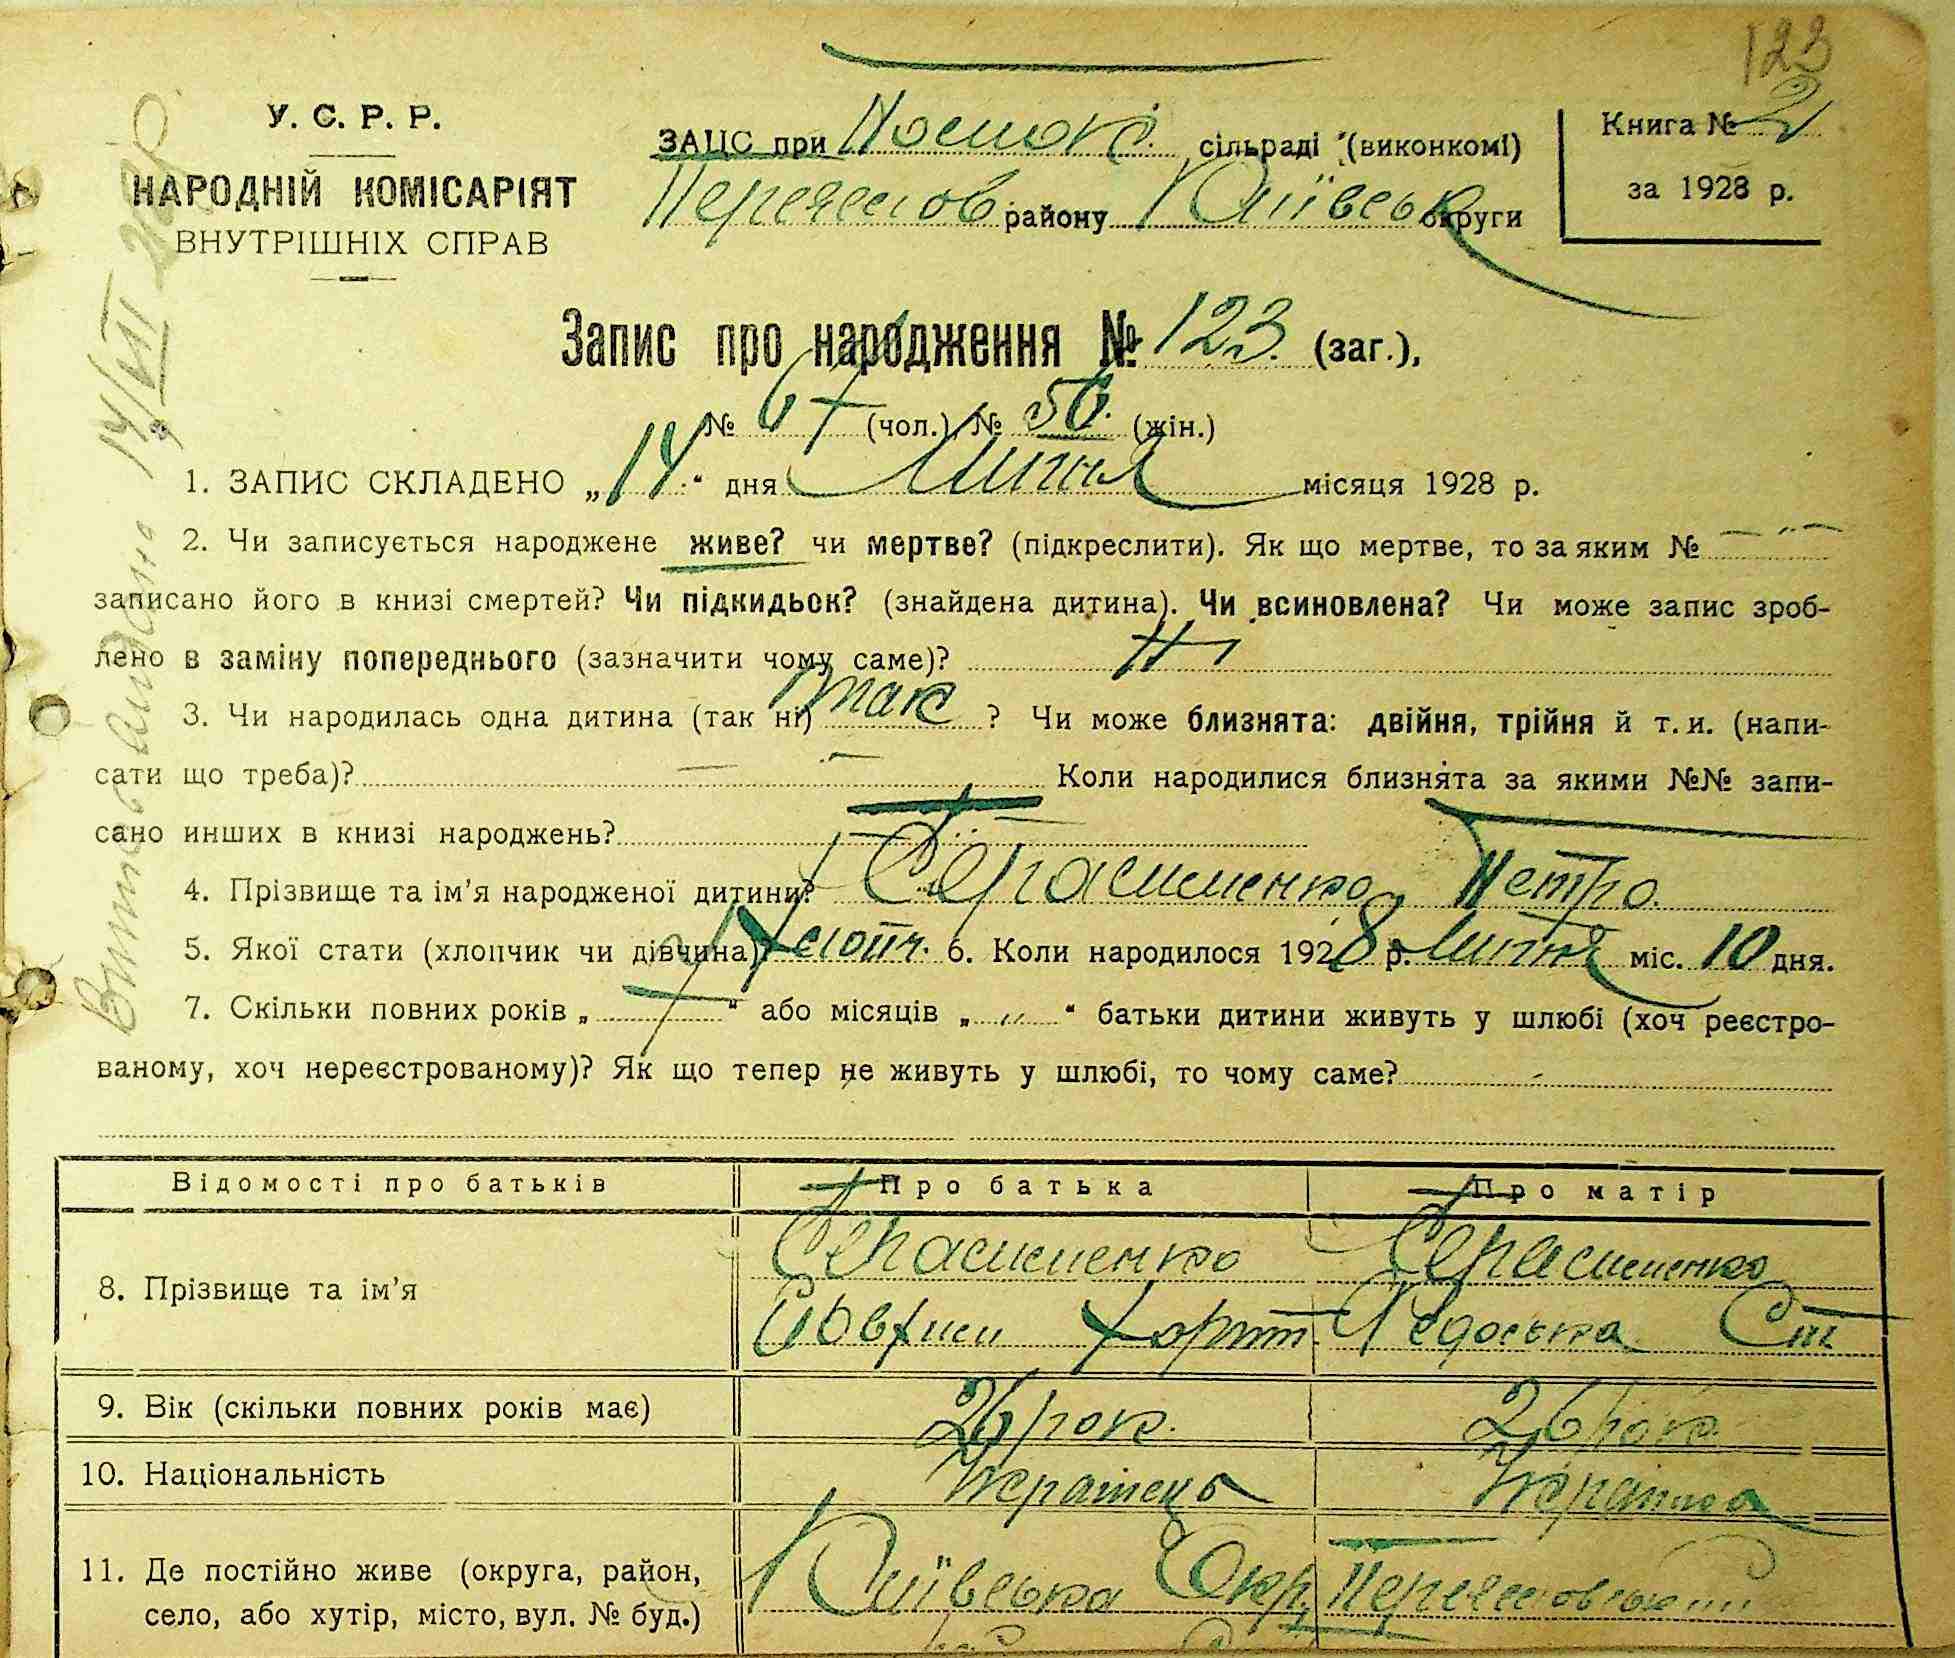 123
У. С. Р. Р.
НАРОДНІЙ КОМІСАРІЯТ
ВНУТРІШНІХ СПРАВ
ЗАЦС при Помокл. сільраді (виконкомі)
Переяслов району Київськ округи
Книга № 2
за 1928 р.
Запис про народження № 123. (заг.),
№ 67 (чол.), № 56. (жін.)
1. ЗАПИС СКЛАДЕНО „14" дня Липня місяця 1928 р.
2. Чи записується народжене живе? чи мертве? (підкреслити). Як що мертве, то за яким №
записано його в книзі смертей? Чи підкидьок? (знайдена дитина). Чи всиновлена? Чи може запис зроб-
лено в заміну попереднього (зазначити чому саме)?
3. Чи народилась одна дитина (так ні) так ? Чи може близнята: двійня, трійня й т. и. (напи-
сати що треба)? Коли народилися близнята за якими №№ запи-
сано инших в книзі народжень?
4. Прізвище та ім'я народженої дитини? Герасименко Петро.
5. Якої стати (хлопчик чи дівчина)? Хлопч. 6. Коли народилося 1928 р. Липня міс. 10 дня.
7. Скільки повних років „ " або місяців „ " батьки дитини живуть у шлюбі (хоч реєстро-
ваному, хоч нереєстрованому)? Як що тепер не живуть у шлюбі, то чому саме?
Відомості про батьків Про батька Про матір
8. Прізвище та ім'я Герасименко Герасименко
Федоська
9. Вік (скільки повних років має) 26 рок. 26 рок.
10. Національність Українець Українка
11. Де постійно живе (округа, район,
село, або хутір, місто, вул. № буд.) Київська Окр. Переясловський